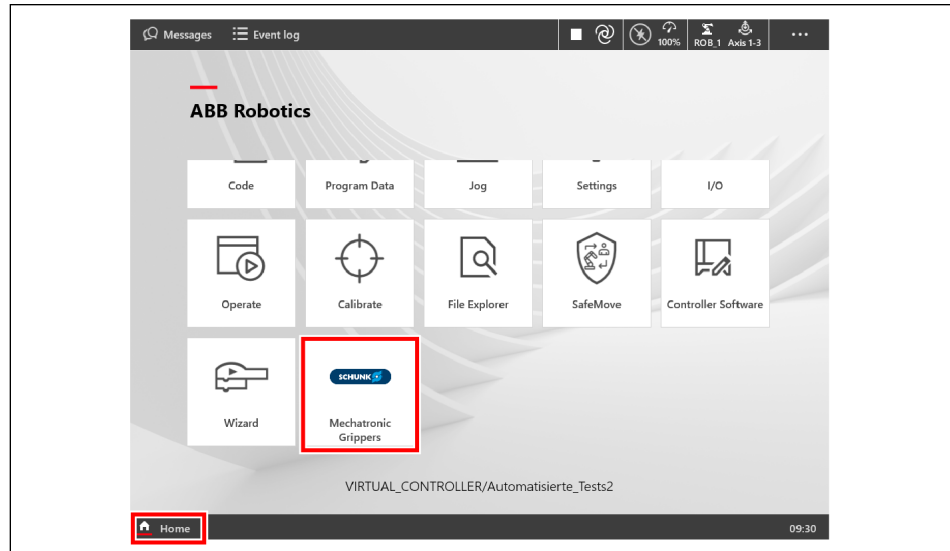 Messages Event log
100% ROB_1 Axis 1-3
ABB Robotics
Code Program Data Jog Settings I/O
Operate Calibrate File Explorer SafeMove Controller Software
Wizard
SCHUNK
Mechatronic
Grippers
VIRTUAL_CONTROLLER/Automatisierte_Tests2
Home 09:30